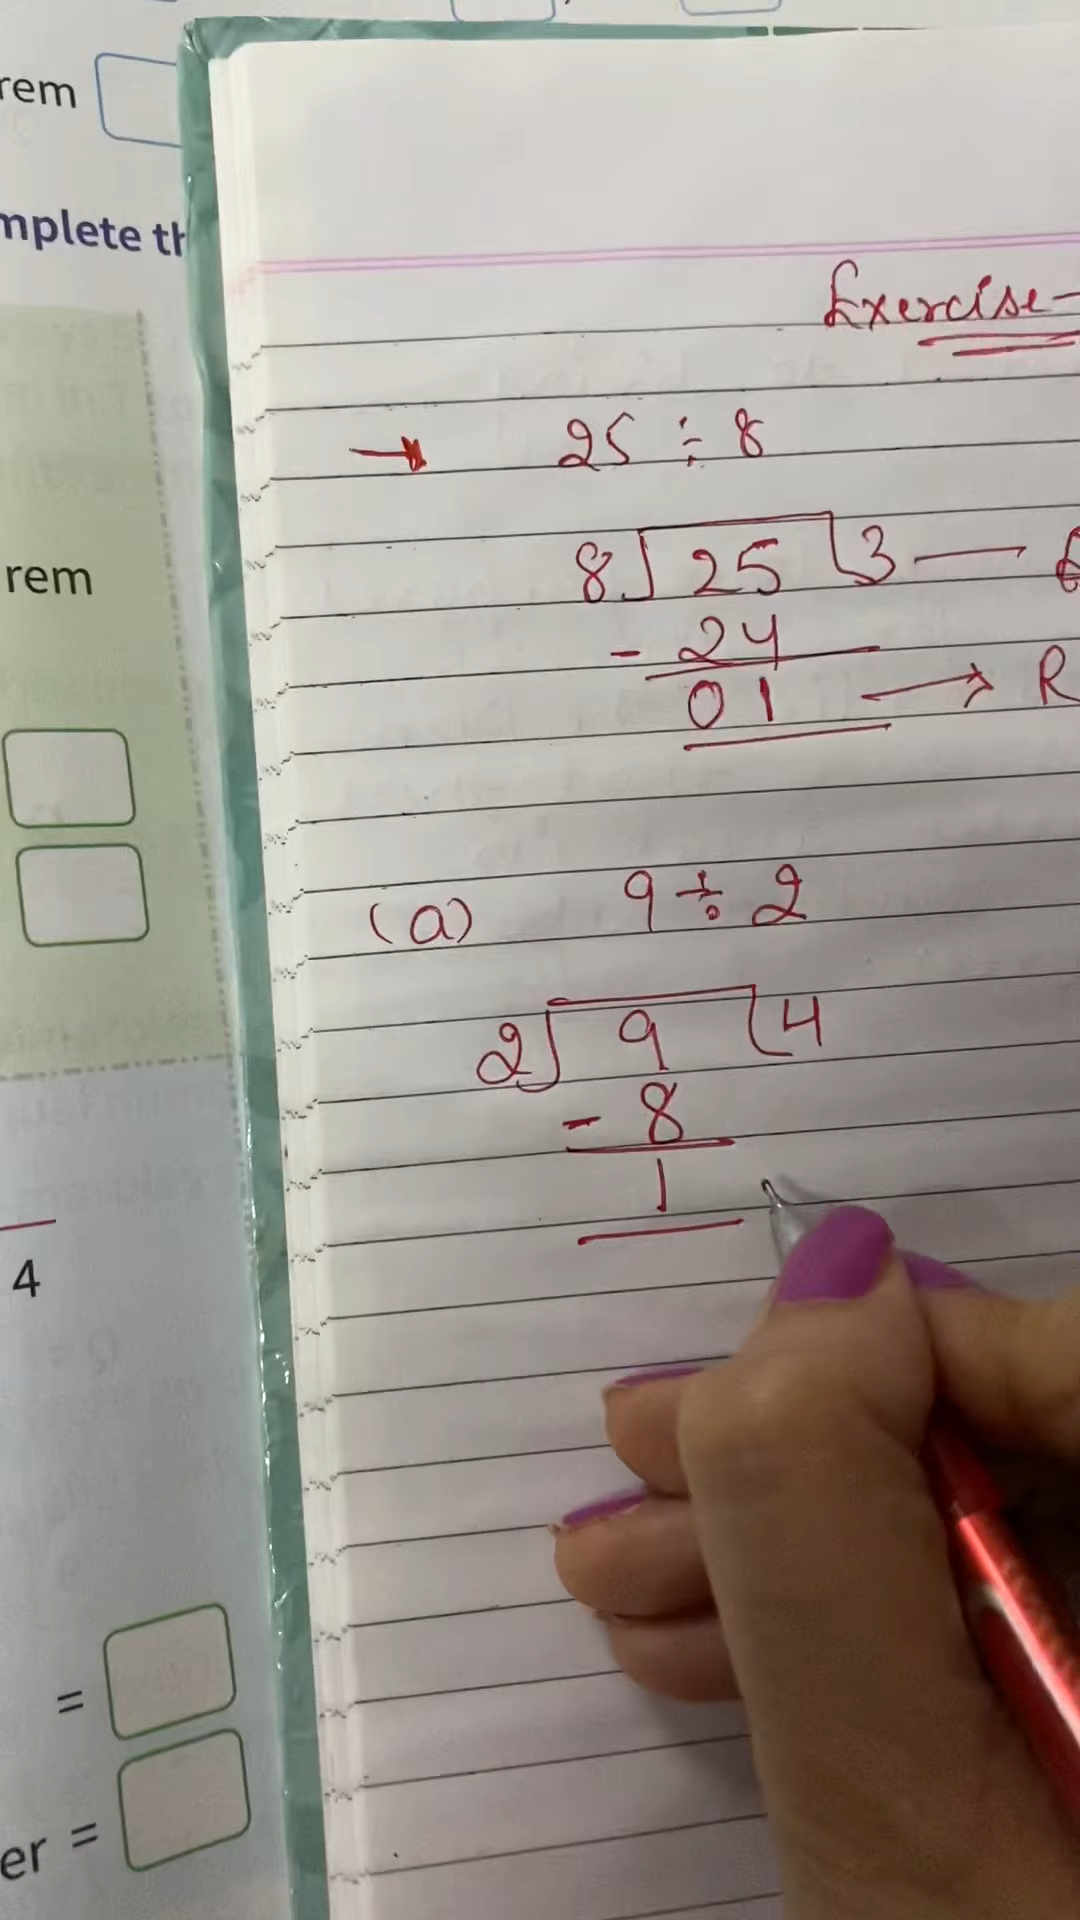 rem
mplete th
rem
4
=
er =
Exercise-
→ 25 ÷ 8
8) 25 (3 —
- 24
01 → R
(a) 9 ÷ 2
2) 9 (4
- 8
1